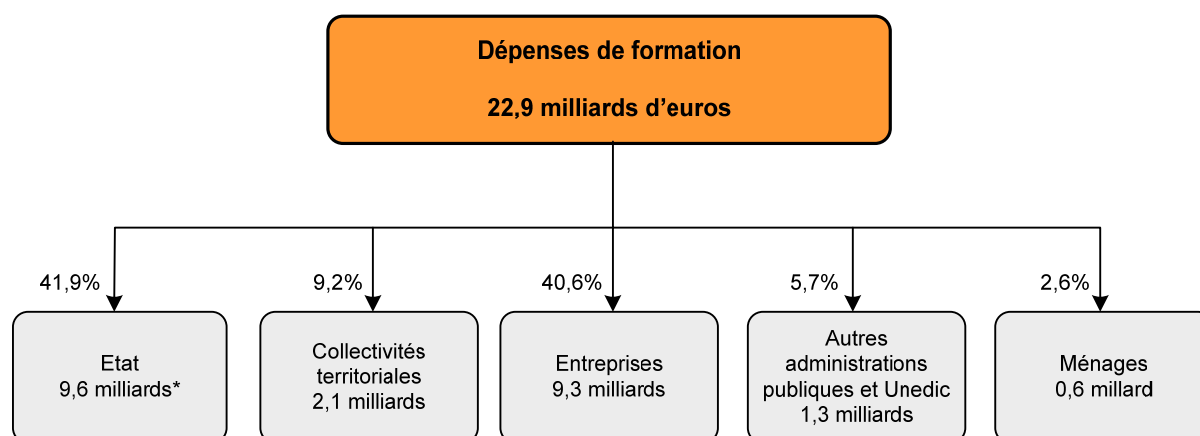 Dépenses de formation
22,9 milliards d’euros
41,9%
9,2%
40,6%
5,7%
2,6%
Etat
9,6 milliards*
Collectivités
territoriales
2,1 milliards
Entreprises
9,3 milliards
Autres
administrations
publiques et Unedic
1,3 milliards
Ménages
0,6 millard